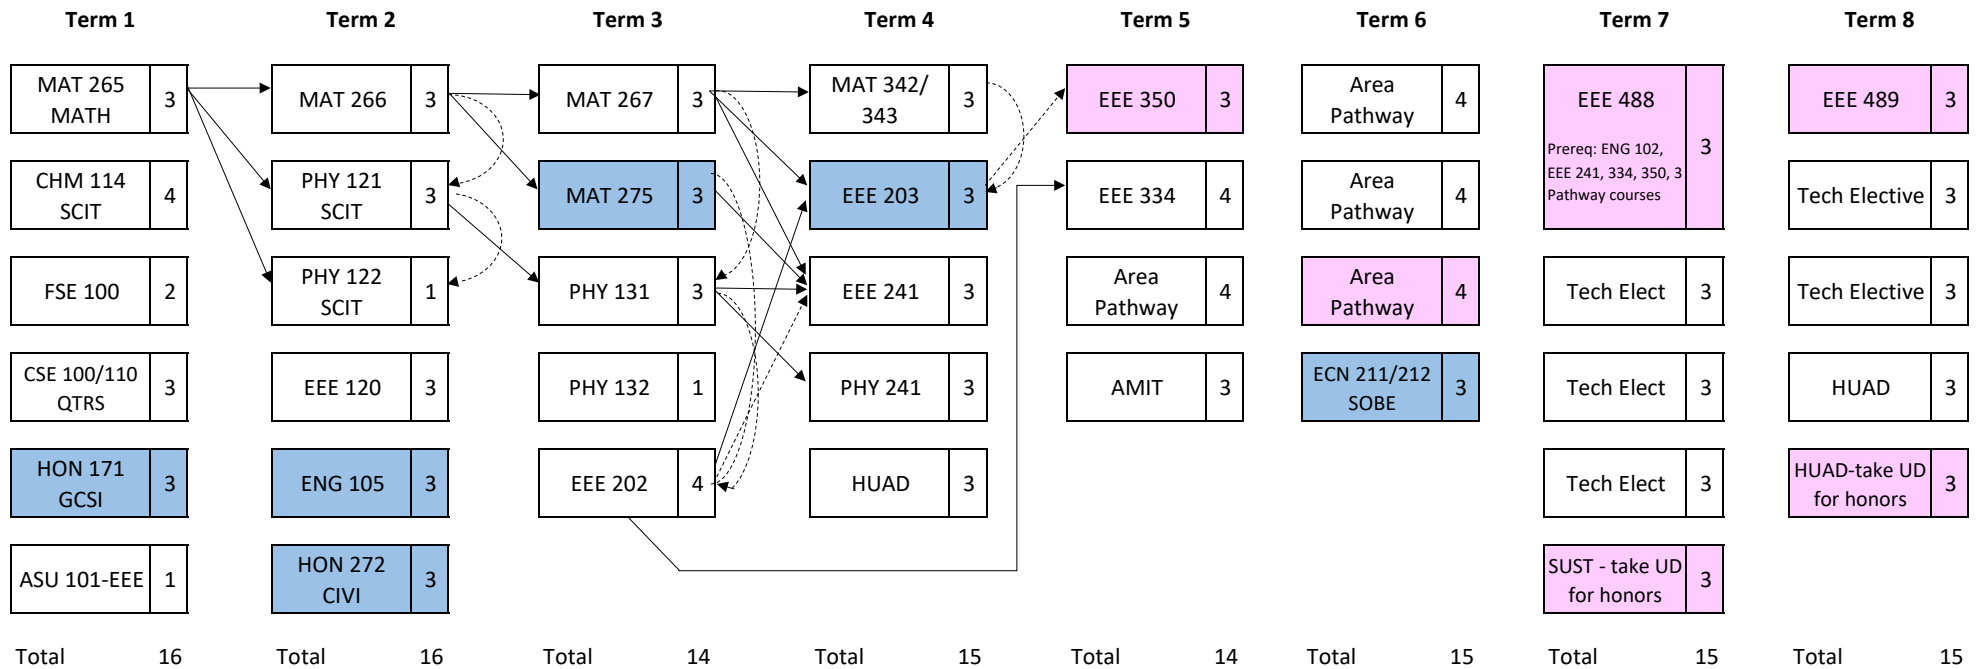 Term 1
MAT 265
MATH
3
CHM 114
SCIT
4
FSE 100
2
CSE 100/110
QTRS
3
HON 171
GCSI
3
ASU 101-EEE
1
Total 16
Term 2
MAT 266
3
PHY 121
SCIT
3
PHY 122
SCIT
1
EEE 120
3
ENG 105
3
HON 272
CIVI
3
Total 16
Term 3
MAT 267
3
MAT 275
3
PHY 131
3
PHY 132
1
EEE 202
4
Total 14
Term 4
MAT 342/
343
3
EEE 203
3
EEE 241
3
PHY 241
3
HUAD
3
Total 15
Term 5
EEE 350
3
EEE 334
4
Area
Pathway
4
AMIT
3
Total 14
Term 6
Area
Pathway
4
Area
Pathway
4
Area
Pathway
4
ECN 211/212
SOBE
3
Total 15
Term 7
EEE 488
Prereq: ENG 102,
EEE 241, 334, 350, 3
Pathway courses
3
Tech Elect
3
Tech Elect
3
Tech Elect
3
SUST - take UD
for honors
3
Total 15
Term 8
EEE 489
3
Tech Elective
3
Tech Elective
3
HUAD
3
HUAD-take UD
for honors
3
Total 15